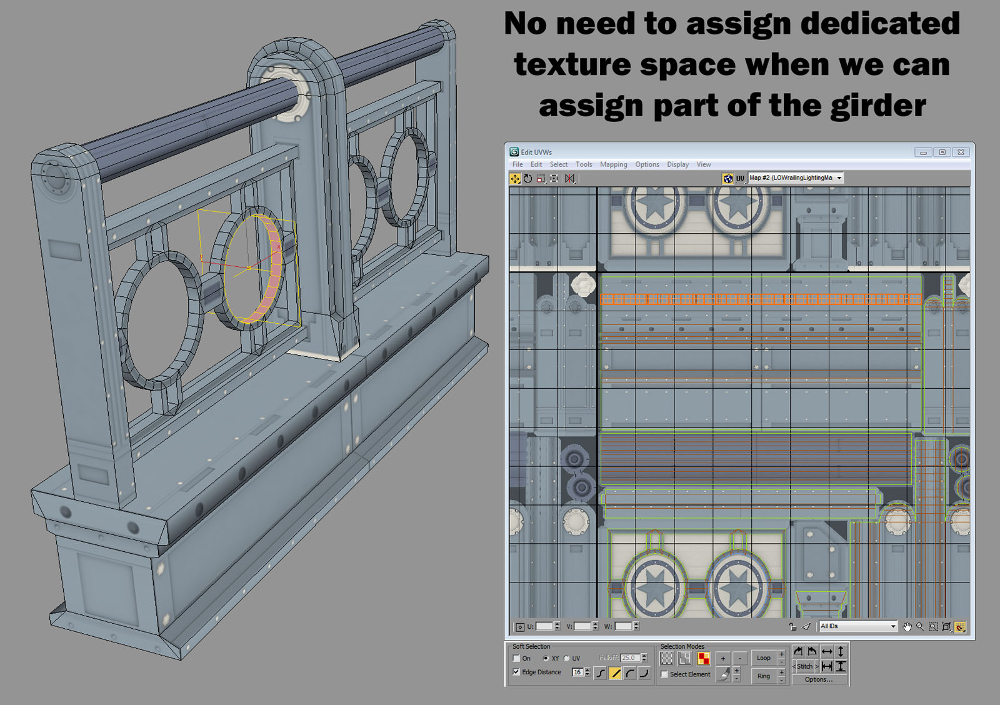 No need to assign dedicated
texture space when we can
assign part of the girder
Edit UVWs
File Edit Select Tools Mapping Options Display View
UV Map #2 (LOWrailingLightingMa
x
y
U: V: W: All IDs
Soft Selection
On XY UV Falloff: 25.0
Edge Distance 16
Selection Modes
+ - Loop + -
Select Element + - Ring + -
< Stitch >
Options...